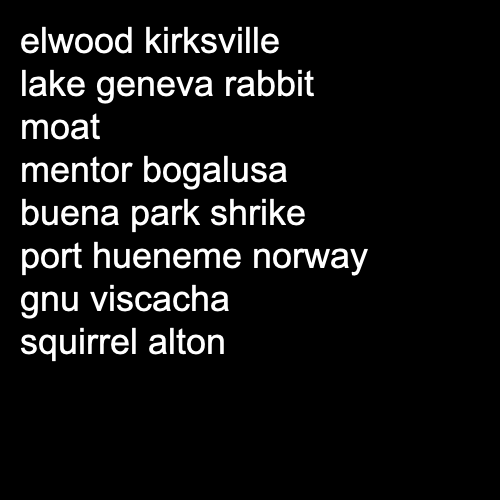 elwood kirksville
lake geneva rabbit
moat
mentor bogalusa
buena park shrike
port hueneme norway
gnu viscacha
squirrel alton